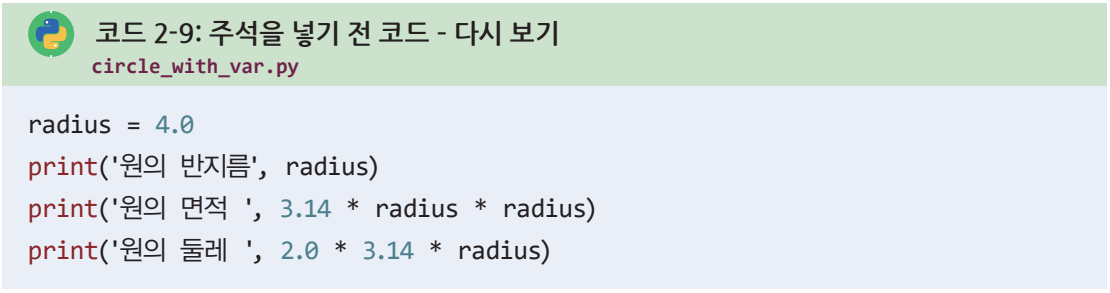 코드 2-9: 주석을 넣기 전 코드 - 다시 보기
circle_with_var.py
radius = 4.0
print('원의 반지름', radius)
print('원의 면적 ', 3.14 * radius * radius)
print('원의 둘레 ', 2.0 * 3.14 * radius)